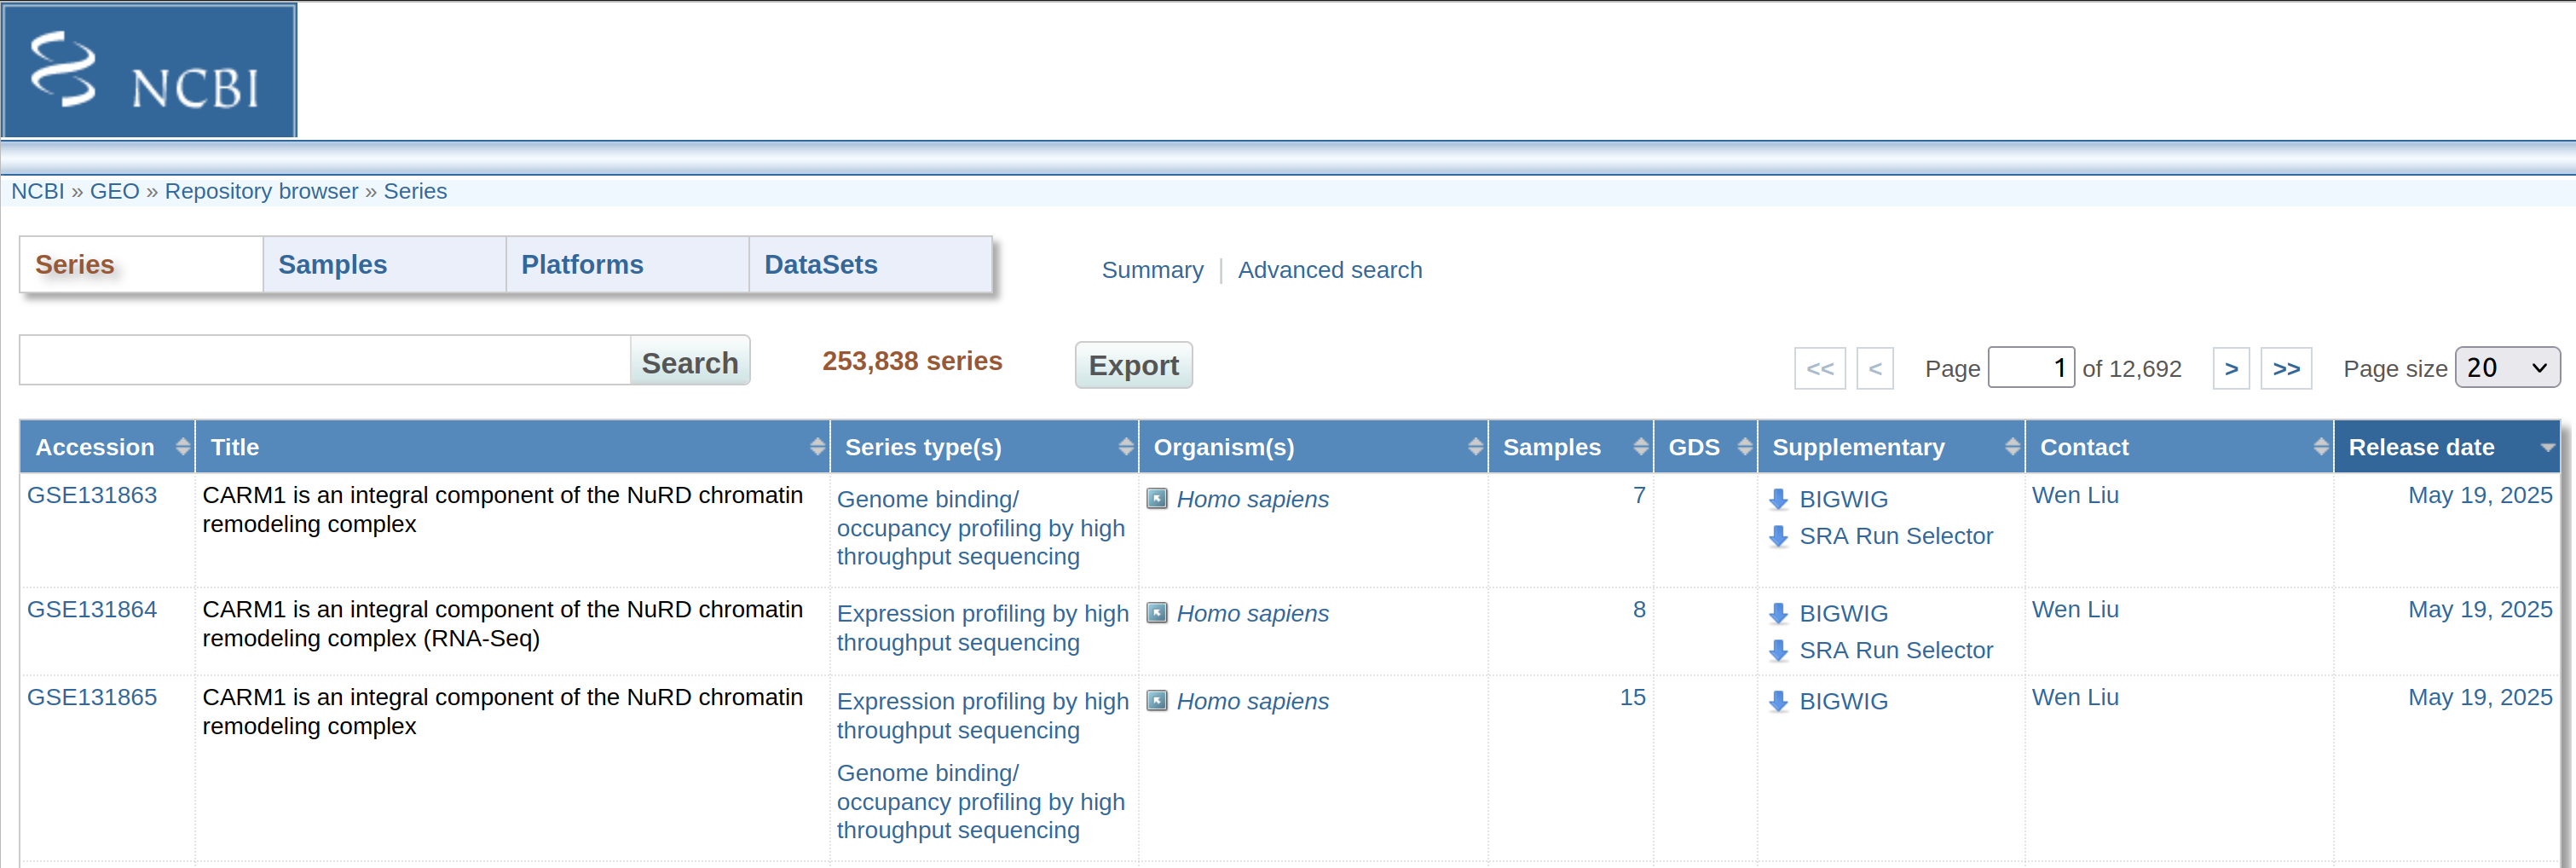 NCBI
NCBI » GEO » Repository browser » Series
Series Samples Platforms DataSets Summary | Advanced search
Search 253,838 series Export << < Page 1 of 12,692 > >> Page size 20
Accession Title Series type(s) Organism(s) Samples GDS Supplementary Contact Release date
GSE131863 CARM1 is an integral component of the NuRD chromatin Genome binding/ Homo sapiens 7 BIGWIG Wen Liu May 19, 2025
remodeling complex occupancy profiling by high SRA Run Selector
throughput sequencing
GSE131864 CARM1 is an integral component of the NuRD chromatin Expression profiling by high Homo sapiens 8 BIGWIG Wen Liu May 19, 2025
remodeling complex (RNA-Seq) throughput sequencing SRA Run Selector
GSE131865 CARM1 is an integral component of the NuRD chromatin Expression profiling by high Homo sapiens 15 BIGWIG Wen Liu May 19, 2025
remodeling complex throughput sequencing
Genome binding/
occupancy profiling by high
throughput sequencing